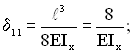 δ₁₁ = ℓ³/8EIₓ = 8/EIₓ;